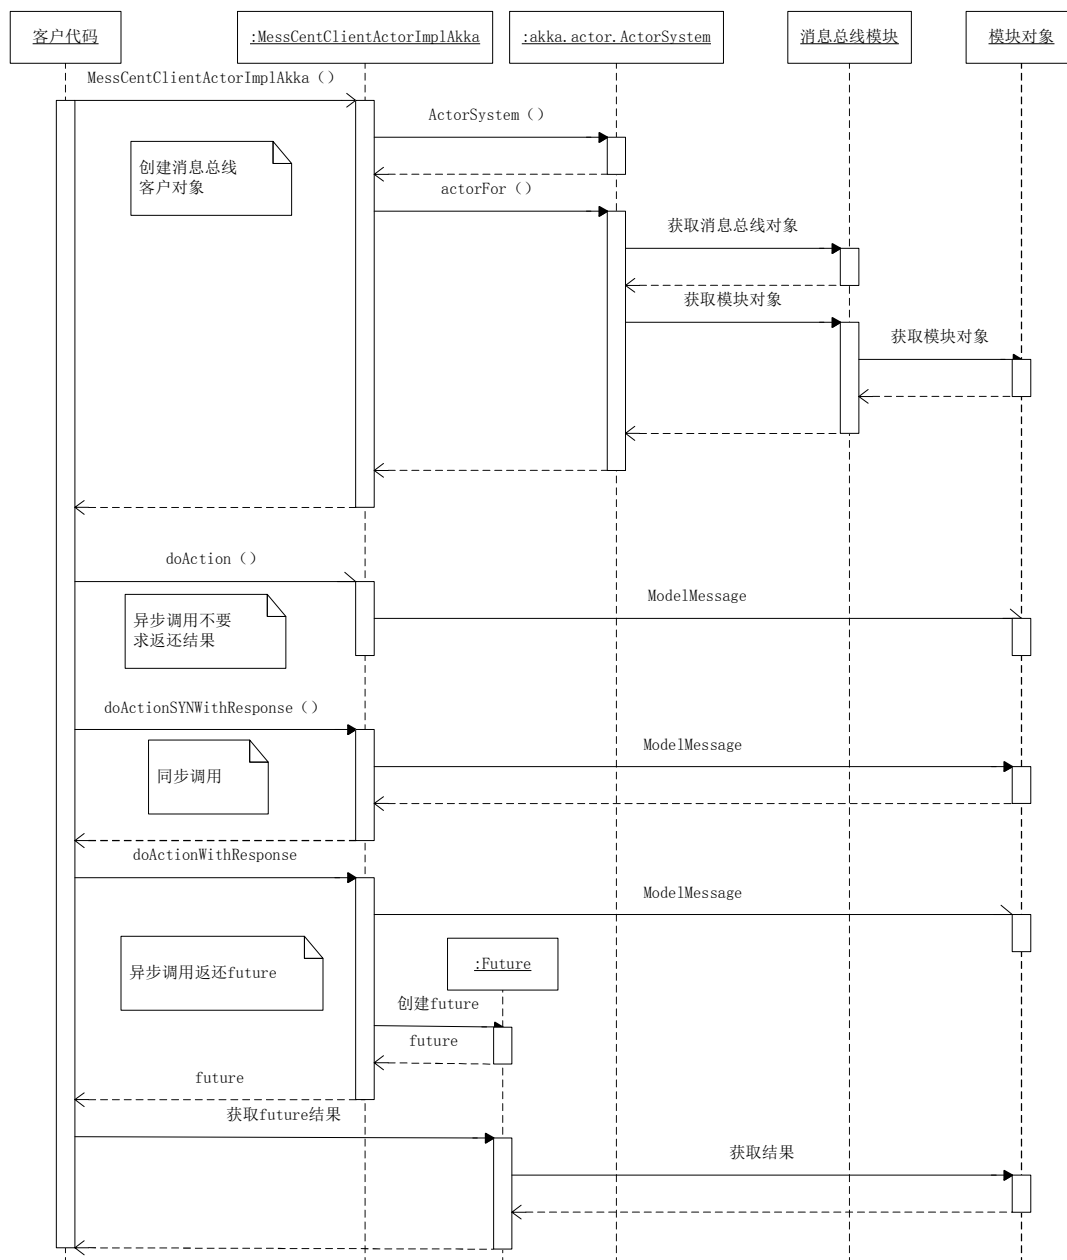 客户代码
:MessCentClientActorImplAkka
:akka.actor.ActorSystem
消息总线模块
模块对象
MessCentClientActorImplAkka（）
ActorSystem（）
创建消息总线
客户对象
actorFor（）
获取消息总线对象
获取模块对象
获取模块对象
doAction（）
ModelMessage
异步调用不要
求返还结果
doActionSYNWithResponse（）
ModelMessage
同步调用
doActionWithResponse
ModelMessage
异步调用返还future
:Future
创建future
future
future
获取future结果
获取结果